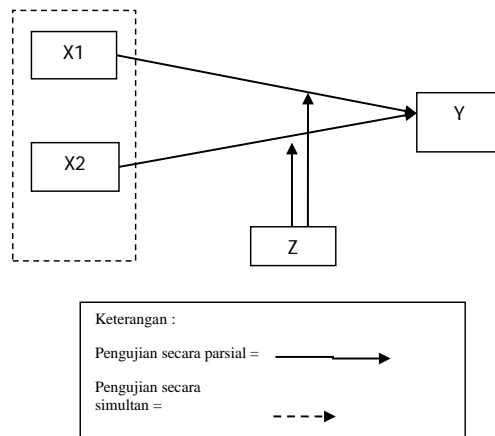 X1
Y
X2
Z
Keterangan :
Pengujian secara parsial =
Pengujian secara
simultan =